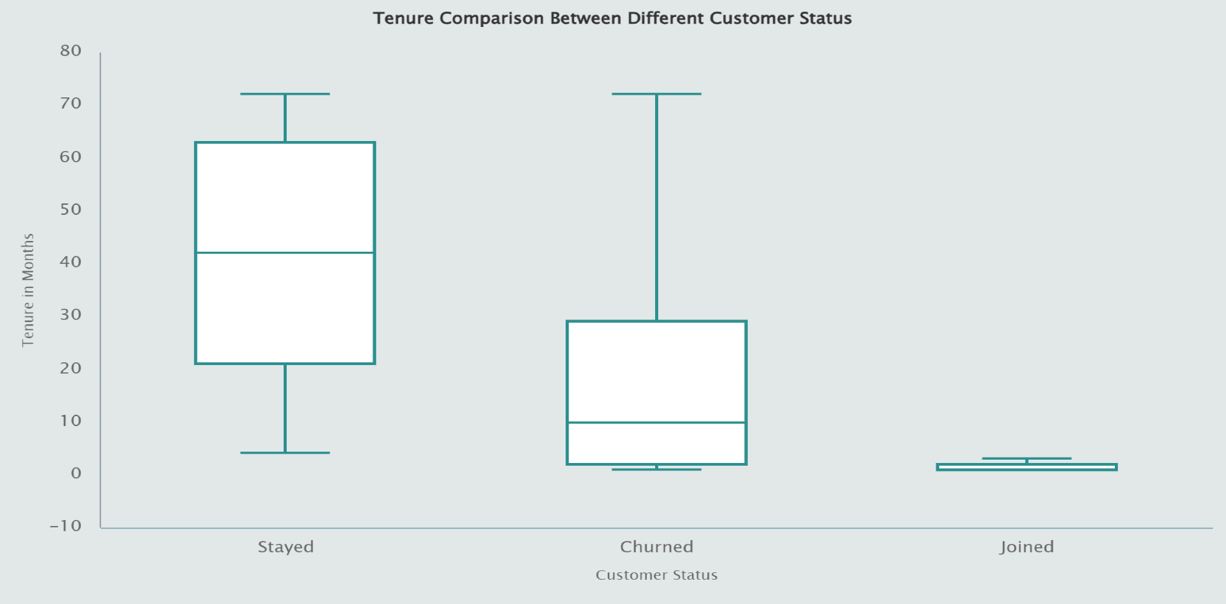 Tenure Comparison Between Different Customer Status
80
70
60
50
40
30
20
10
0
−10
Tenure in Months
Stayed
Churned
Joined
Customer Status